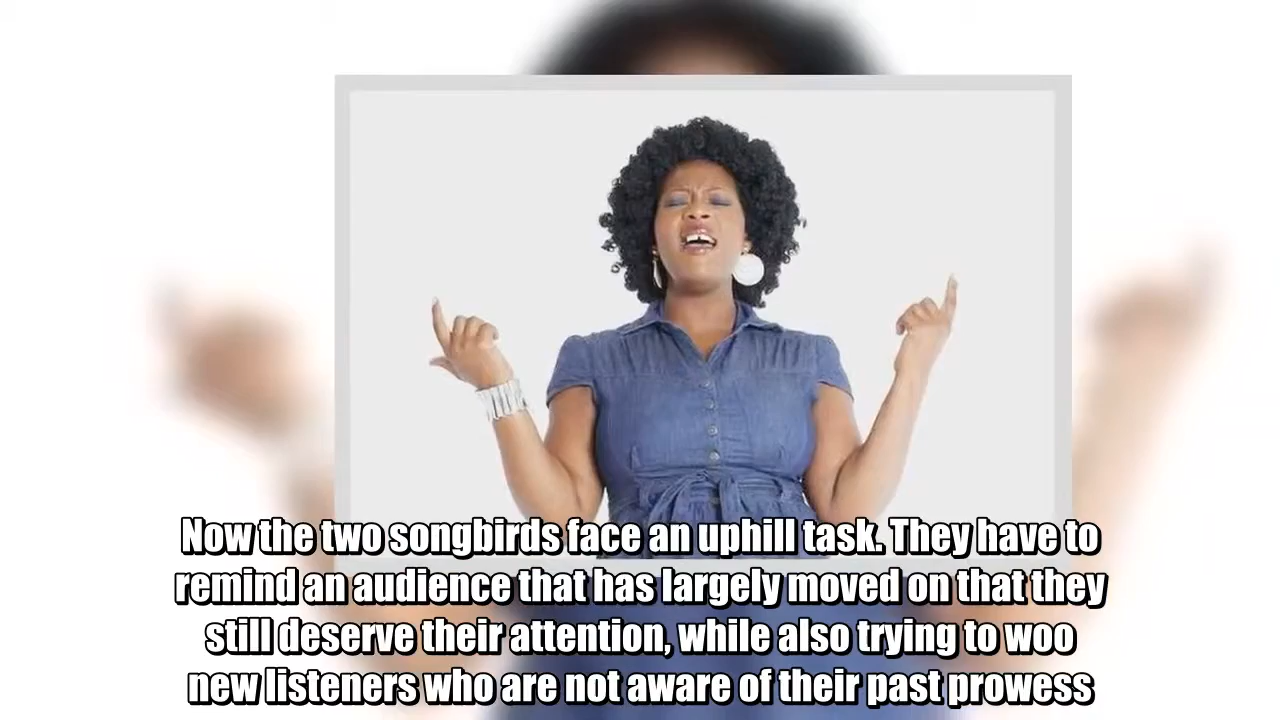 Now the two songbirds face an uphill task. They have to
remind an audience that has largely moved on that they
still deserve their attention, while also trying to woo
new listeners who are not aware of their past prowess